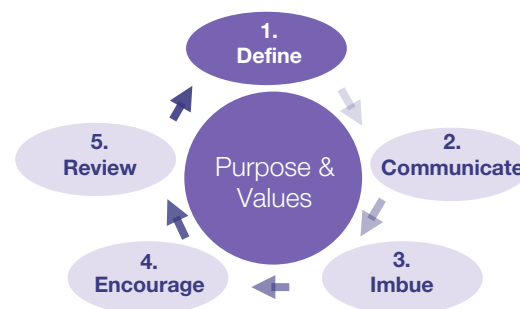 1.
Define
2.
Communicate
3.
Imbue
4.
Encourage
5.
Review
Purpose &
Values